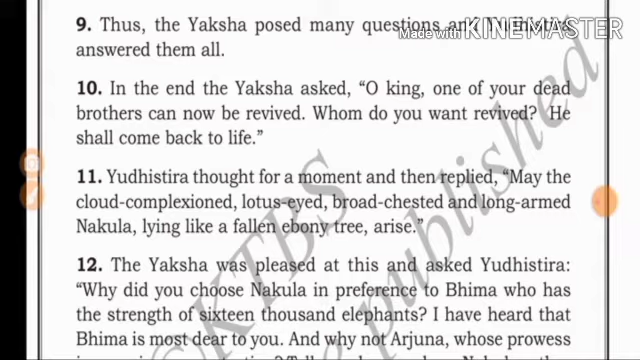 9. Thus, the Yaksha posed many questions and
Made with KINEMASTER
answered them all.
10. In the end the Yaksha asked, “O king, one of your dead
brothers can now be revived. Whom do you want revived? He
shall come back to life.”
11. Yudhistira thought for a moment and then replied, “May the
cloud-complexioned, lotus-eyed, broad-chested and long-armed
Nakula, lying like a fallen ebony tree, arise.”
12. The Yaksha was pleased at this and asked Yudhistira:
“Why did you choose Nakula in preference to Bhima who has
the strength of sixteen thousand elephants? I have heard that
Bhima is most dear to you. And why not Arjuna, whose prowess
©KTBS
be published